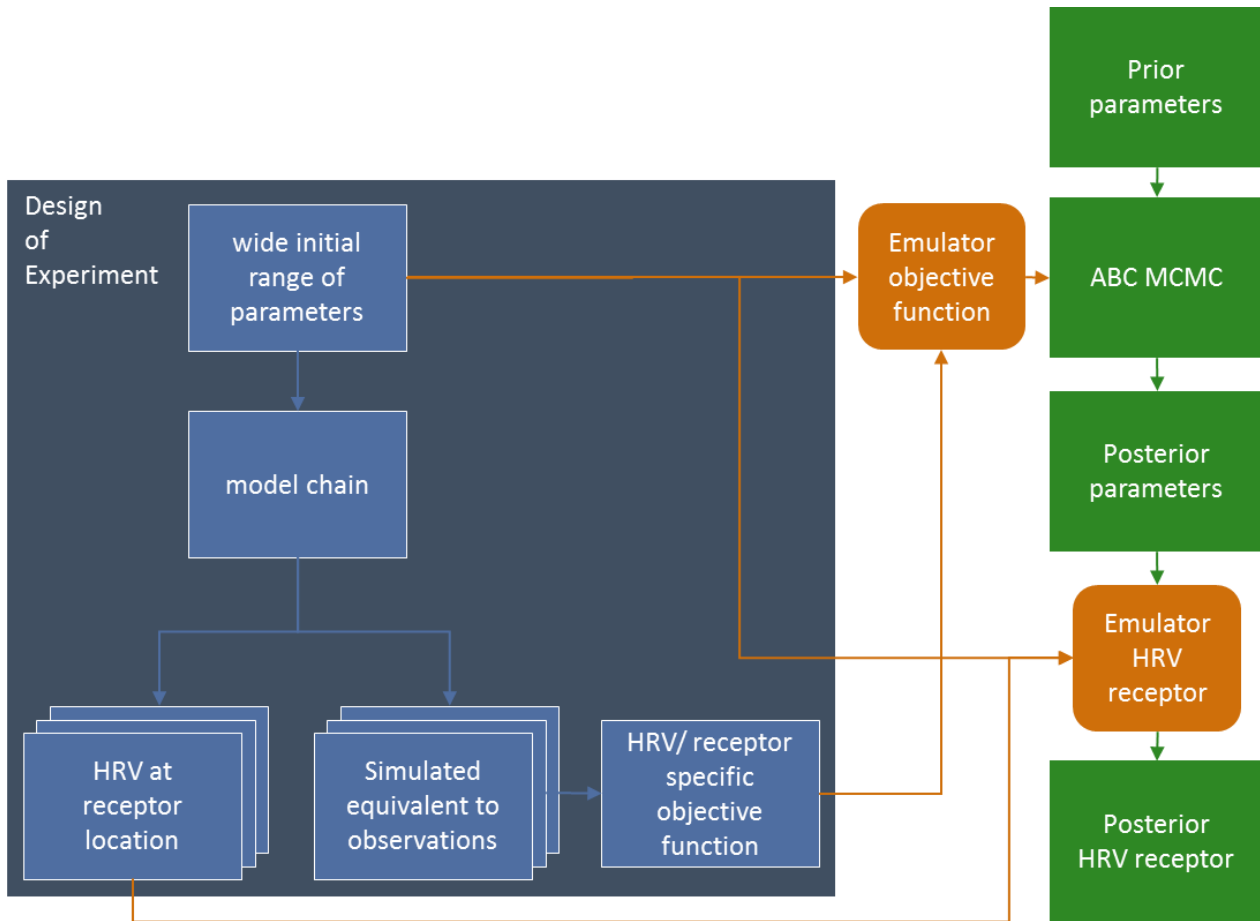 Design
of
Experiment
wide initial
range of
parameters
model chain
HRV at
receptor
location
Simulated
equivalent to
observations
HRV/ receptor
specific
objective
function
Emulator
objective
function
Prior
parameters
ABC MCMC
Posterior
parameters
Emulator
HRV
receptor
Posterior
HRV receptor